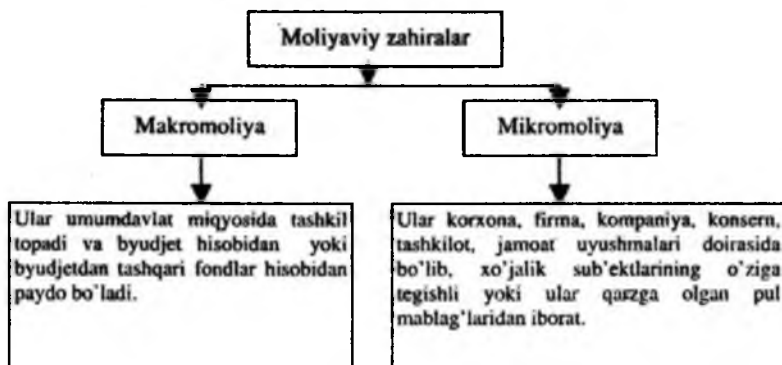 Moliyaviy zahiralar
Makromoliya
Mikromoliya
Ular umumdavlat miqyosida tashkil
topadi va byudjet hisobidan yoki
byudjetdan tashqari fondlar hisobidan
paydo bo`ladi.
Ular korxona, firma, kompaniya, konsern,
tashkilot, jamoat uyushmalari doirasida
bo'lib, xo'jalik sub'ektlarining o'ziga
tegishli yoki ular qarzga olgan pul
mablag'laridan iborat.